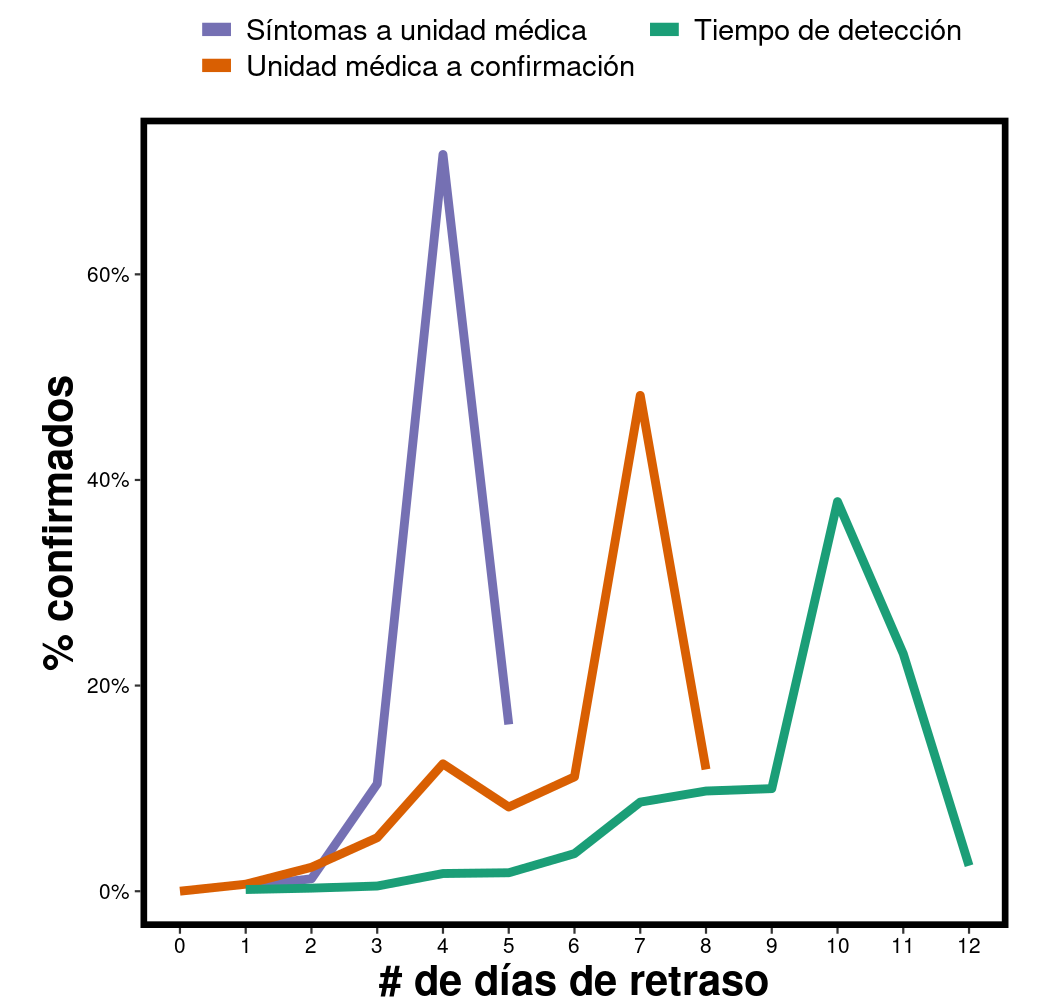 Síntomas a unidad médica
Tiempo de detección
Unidad médica a confirmación
% confirmados
60%
40%
20%
0%
0 1 2 3 4 5 6 7 8 9 10 11 12
# de días de retraso